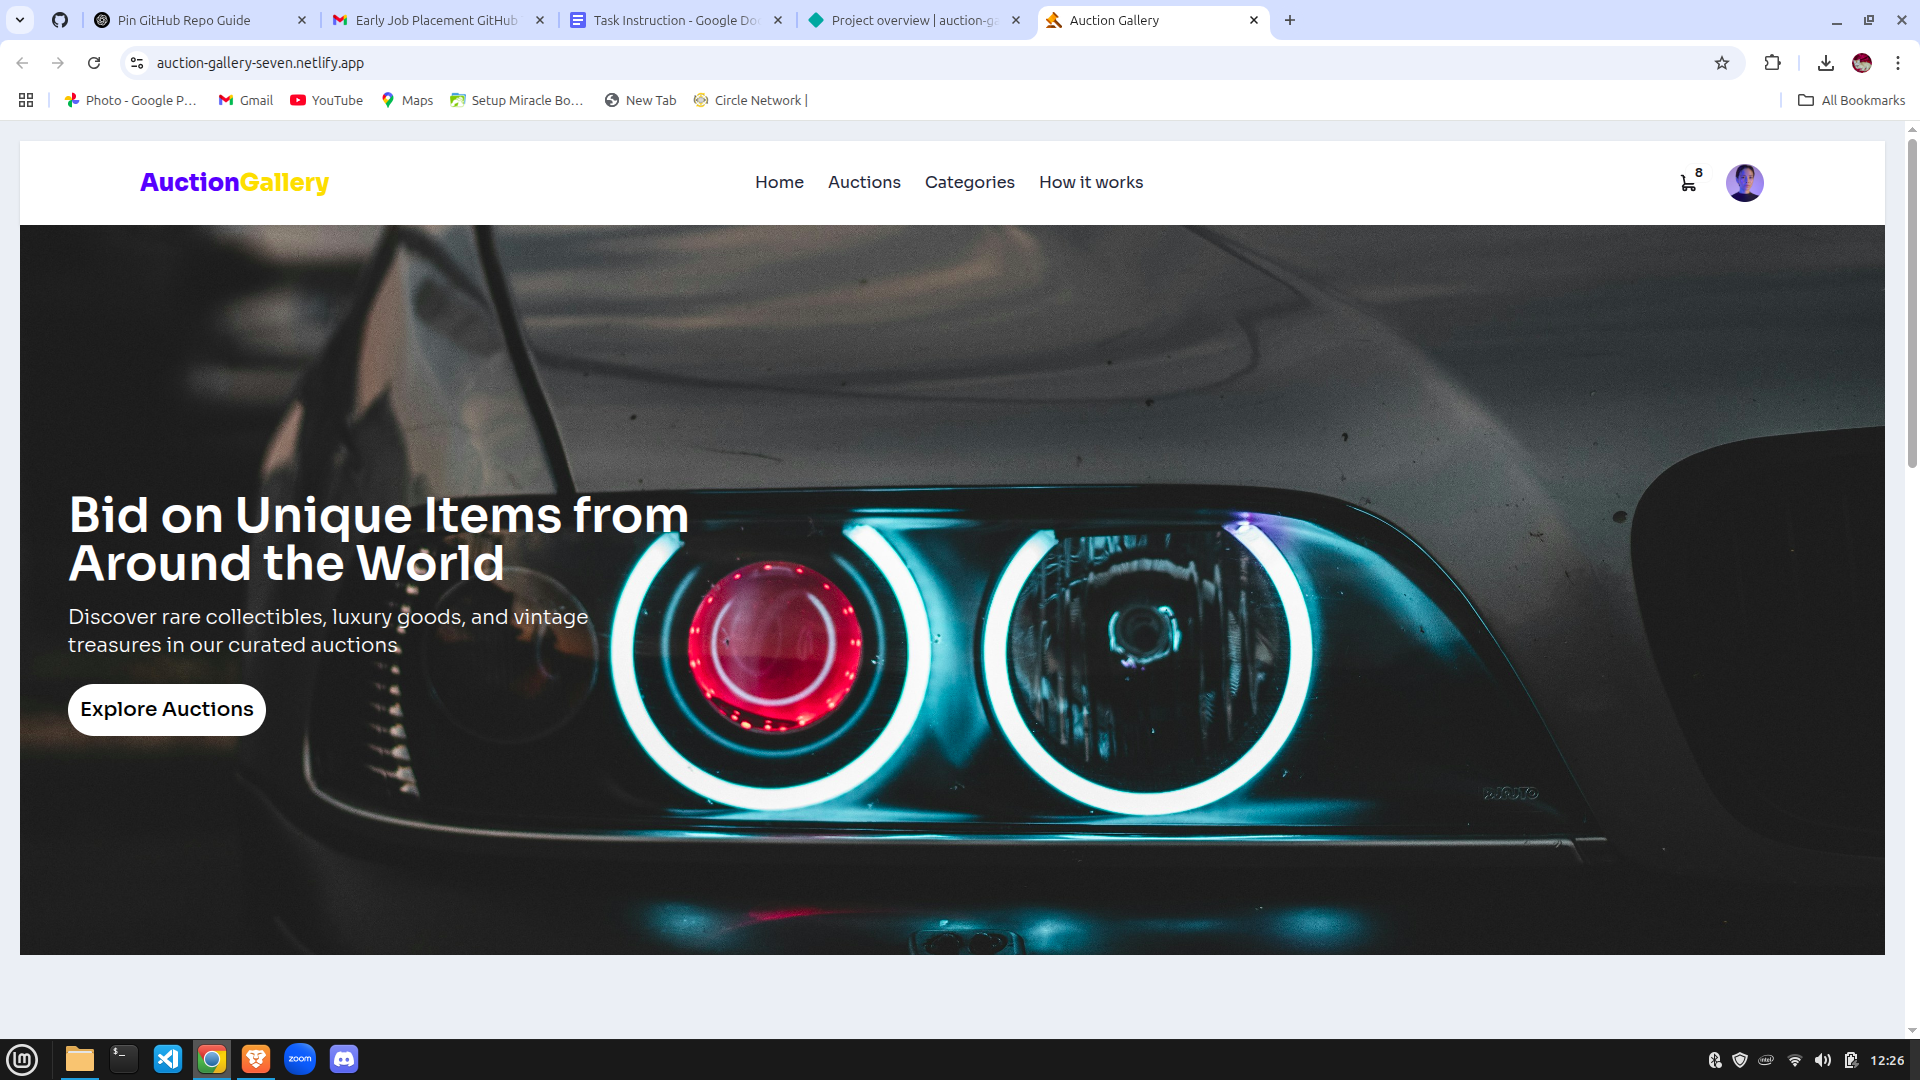 Pin GitHub Repo Guide
Early Job Placement GitHub
Task Instruction - Google Do
Project overview | auction-ga
Auction Gallery
auction-gallery-seven.netlify.app
Photo - Google P...
Gmail
YouTube
Maps
Setup Miracle Bo...
New Tab
Circle Network |
All Bookmarks
AuctionGallery
Home
Auctions
Categories
How it works
8
Bid on Unique Items from
Around the World
Discover rare collectibles, luxury goods, and vintage
treasures in our curated auctions
Explore Auctions
zoom
12:26